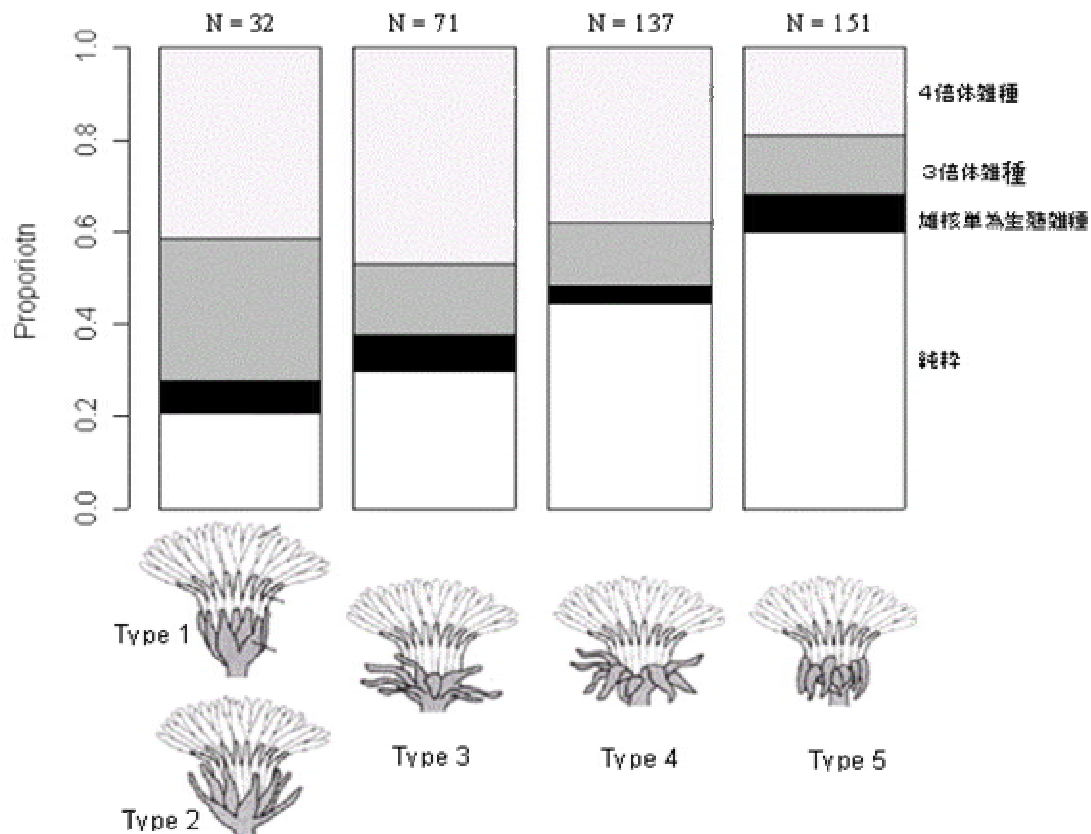 N = 32
N = 71
N = 137
N = 151
Proporiotn
1.0
0.8
0.6
0.4
0.2
0.0
4倍体雑種
3倍体雑種
雄核単為生殖雑種
純粋
Type 1
Type 2
Type 3
Type 4
Type 5